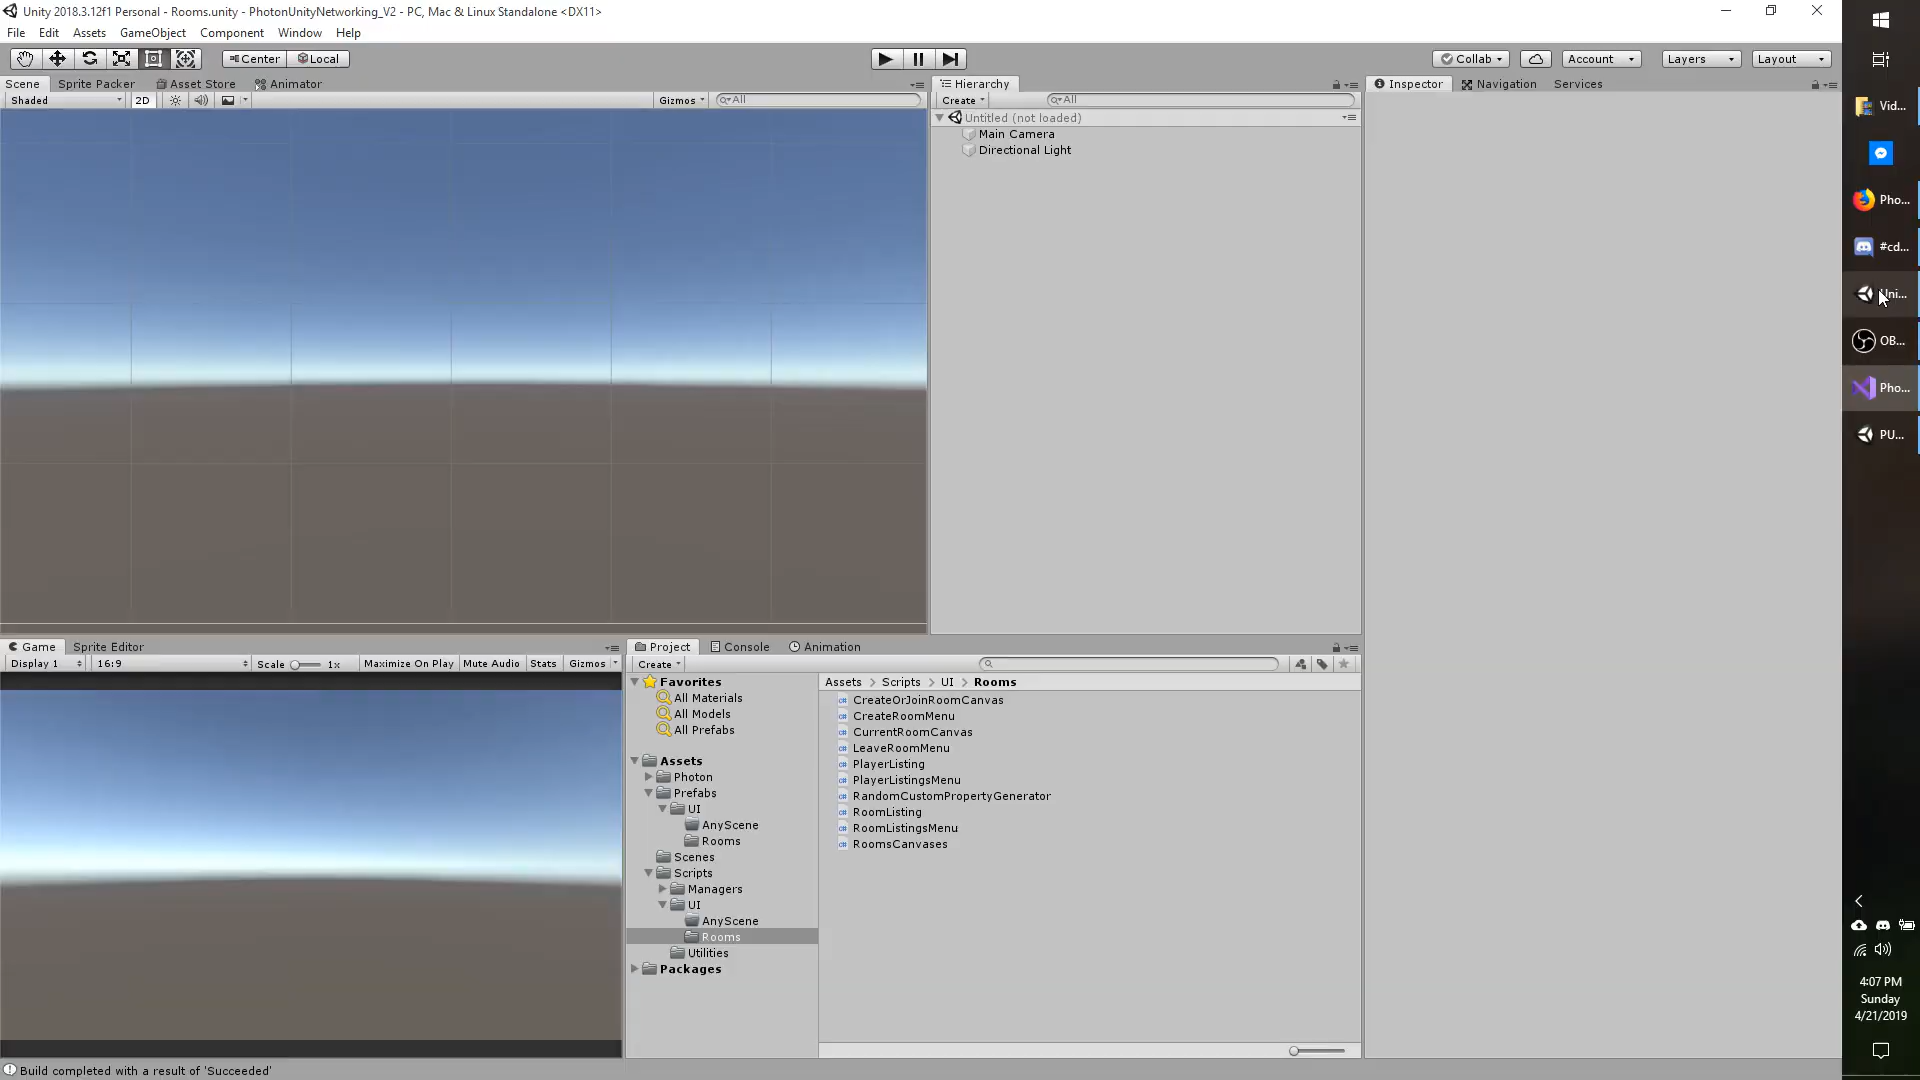 Unity 2018.3.12f1 Personal - Rooms.unity - PhotonUnityNetworking_V2 - PC, Mac & Linux Standalone <DX11>
File Edit Assets GameObject Component Window Help
Center Local Collab Account Layers Layout
Scene Sprite Packer Asset Store Animator
Shaded 2D Gizmos All
Hierarchy
Create All
Untitled (not loaded)
Main Camera
Directional Light
Inspector Navigation Services
Game Sprite Editor
Display 1 16:9 Scale 1x Maximize On Play Mute Audio Stats Gizmos
Project Console Animation
Create
Favorites
All Materials
All Models
All Prefabs
Assets
Photon
Prefabs
UI
AnyScene
Rooms
Scenes
Scripts
Managers
UI
AnyScene
Rooms
Utilities
Packages
Assets > Scripts > UI > Rooms
CreateOrJoinRoomCanvas
CreateRoomMenu
CurrentRoomCanvas
LeaveRoomMenu
PlayerListing
PlayerListingsMenu
RandomCustomPropertyGenerator
RoomListing
RoomListingsMenu
RoomsCanvases
Build completed with a result of 'Succeeded'
Vid...
Pho...
#cd...
Uni...
OB...
Pho...
PU...
4:07 PM
Sunday
4/21/2019